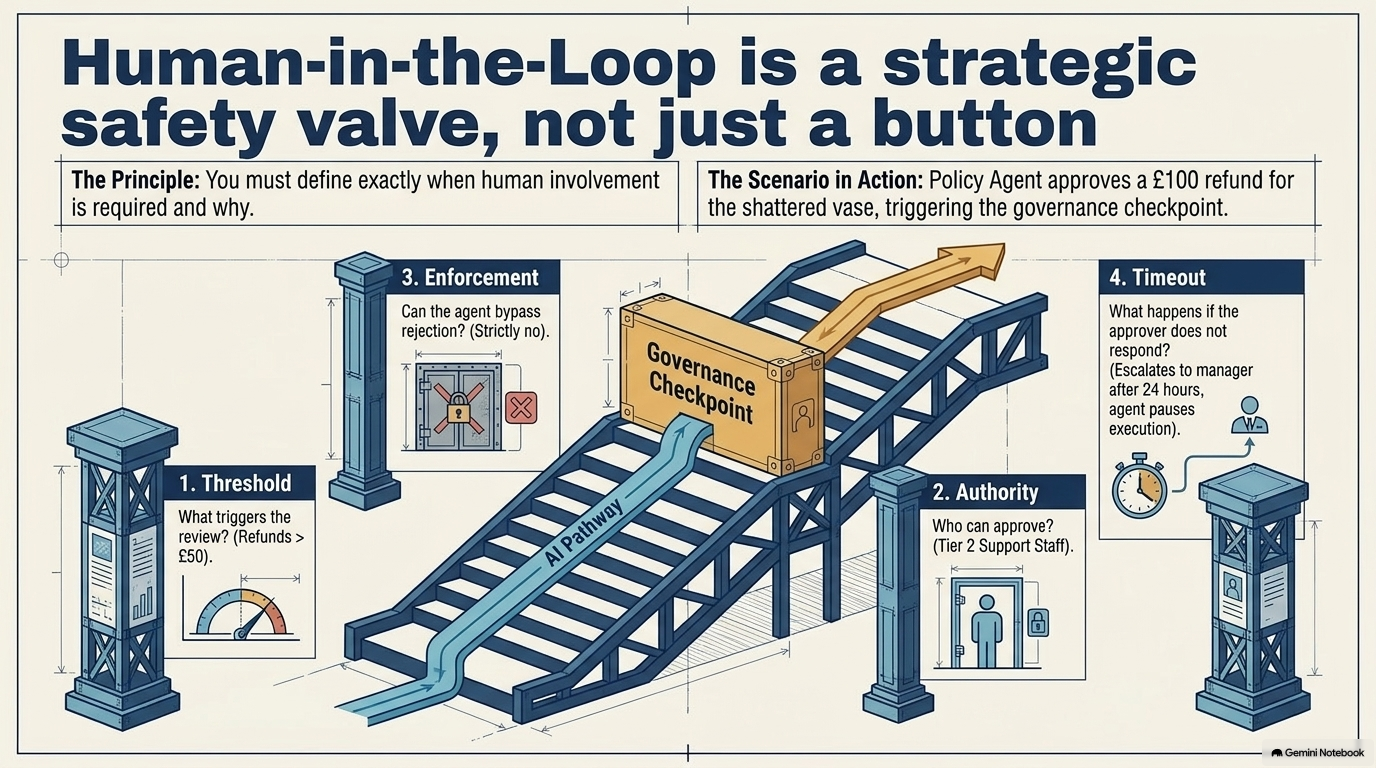 Human-in-the-Loop is a strategic
safety valve, not just a button
The Principle: You must define exactly when human involvement
is required and why.
The Scenario in Action: Policy Agent approves a £100 refund for
the shattered vase, triggering the governance checkpoint.
1. Threshold
What triggers the
review? (Refunds >
£50).
3. Enforcement
Can the agent bypass
rejection? (Strictly no).
Governance
Checkpoint
AI Pathway
2. Authority
Who can approve?
(Tier 2 Support Staff).
4. Timeout
What happens if the
approver does not
respond?
(Escalates to manager
after 24 hours,
agent pauses
execution).
Gemini Notebook